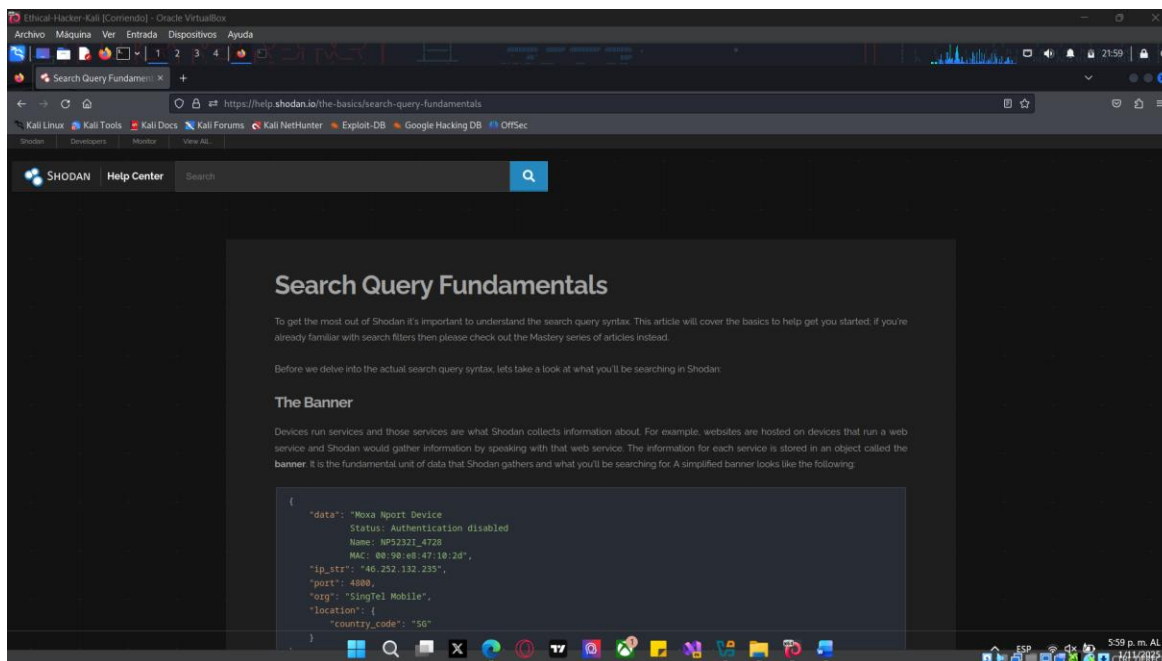 Ethical-Hacker-Kali [Corriendo] - Oracle VirtualBox
Archivo Máquina Ver Entrada Dispositivos Ayuda
1 2 3 4
21:59
Search Query Fundament
https://help.shodan.io/the-basics/search-query-fundamentals
Kali Linux Kali Tools Kali Docs Kali Forums Kali NetHunter Exploit-DB Google Hacking DB OffSec
Shodan Developers Monitor View All...
SHODAN Help Center Search
Search Query Fundamentals
To get the most out of Shodan it's important to understand the search query syntax. This article will cover the basics to help get you started; if you're
already familiar with search filters then please check out the Mastery series of articles instead.
Before we delve into the actual search query syntax, lets take a look at what you'll be searching in Shodan:
The Banner
Devices run services and those services are what Shodan collects information about. For example, websites are hosted on devices that run a web
service and Shodan would gather information by speaking with that web service. The information for each service is stored in an object called the
banner. It is the fundamental unit of data that Shodan gathers and what you'll be searching for. A simplified banner looks like the following:
{
"data": "Moxa Nport Device
Status: Authentication disabled
Name: NP5232I_4728
MAC: 00:90:e8:47:10:2d",
"ip_str": "46.252.132.235",
"port": 4800,
"org": "SingTel Mobile",
"location": {
"country_code": "SG"
}
ESP
5:59 p. m. AL
1/11/2025